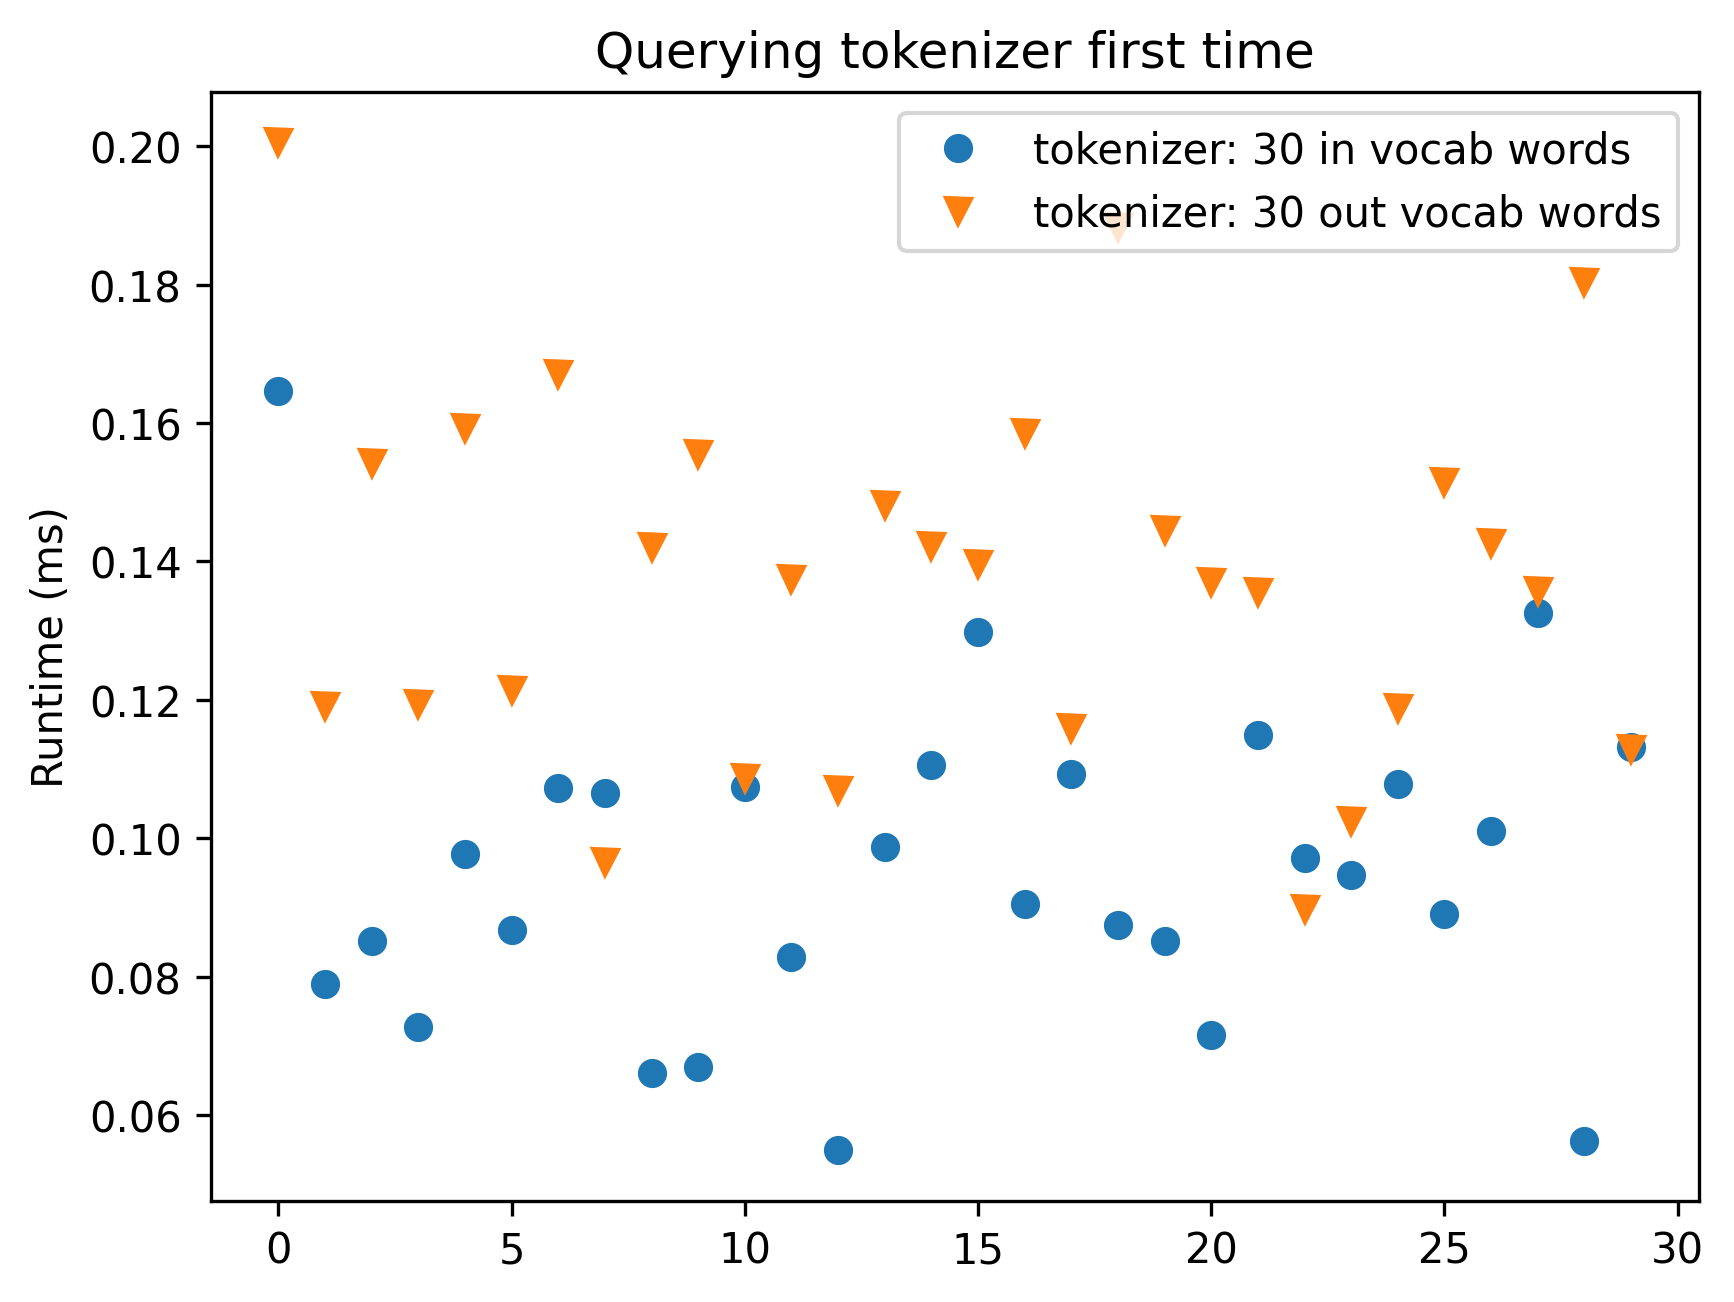 Querying tokenizer first time
tokenizer: 30 in vocab words
tokenizer: 30 out vocab words
Runtime (ms)
0.20
0.18
0.16
0.14
0.12
0.10
0.08
0.06
0 5 10 15 20 25 30